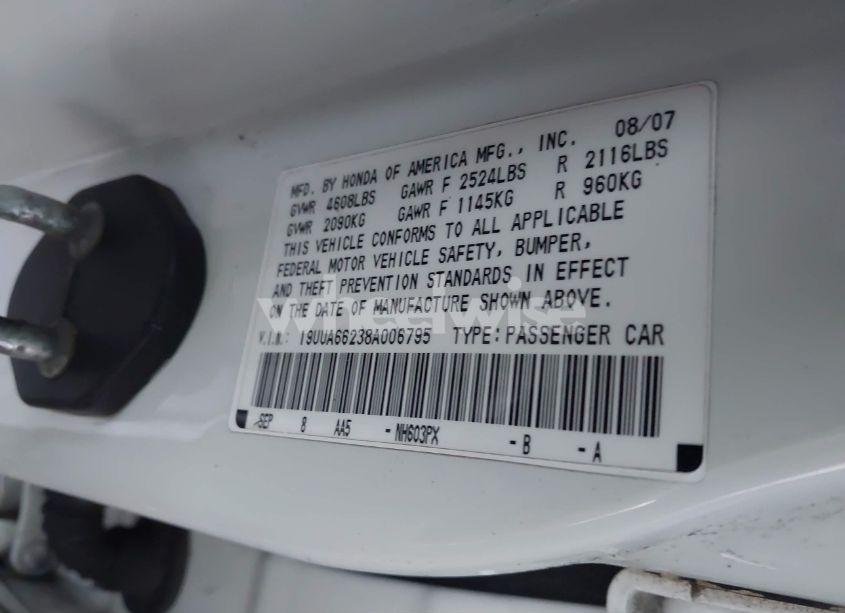 MFD. BY HONDA OF AMERICA MFG., INC. 08/07
GVWR 4608LBS GAWR F 2524LBS R 2116LBS
GVWR 2090KG GAWR F 1145KG R 960KG
THIS VEHICLE CONFORMS TO ALL APPLICABLE
FEDERAL MOTOR VEHICLE SAFETY, BUMPER,
AND THEFT PREVENTION STANDARDS IN EFFECT
ON THE DATE OF MANUFACTURE SHOWN ABOVE.
wheelwise
V.I.N.: 19UUA66238A006795 TYPE: PASSENGER CAR
SEP 8 AA5 - NH603PX - B - A